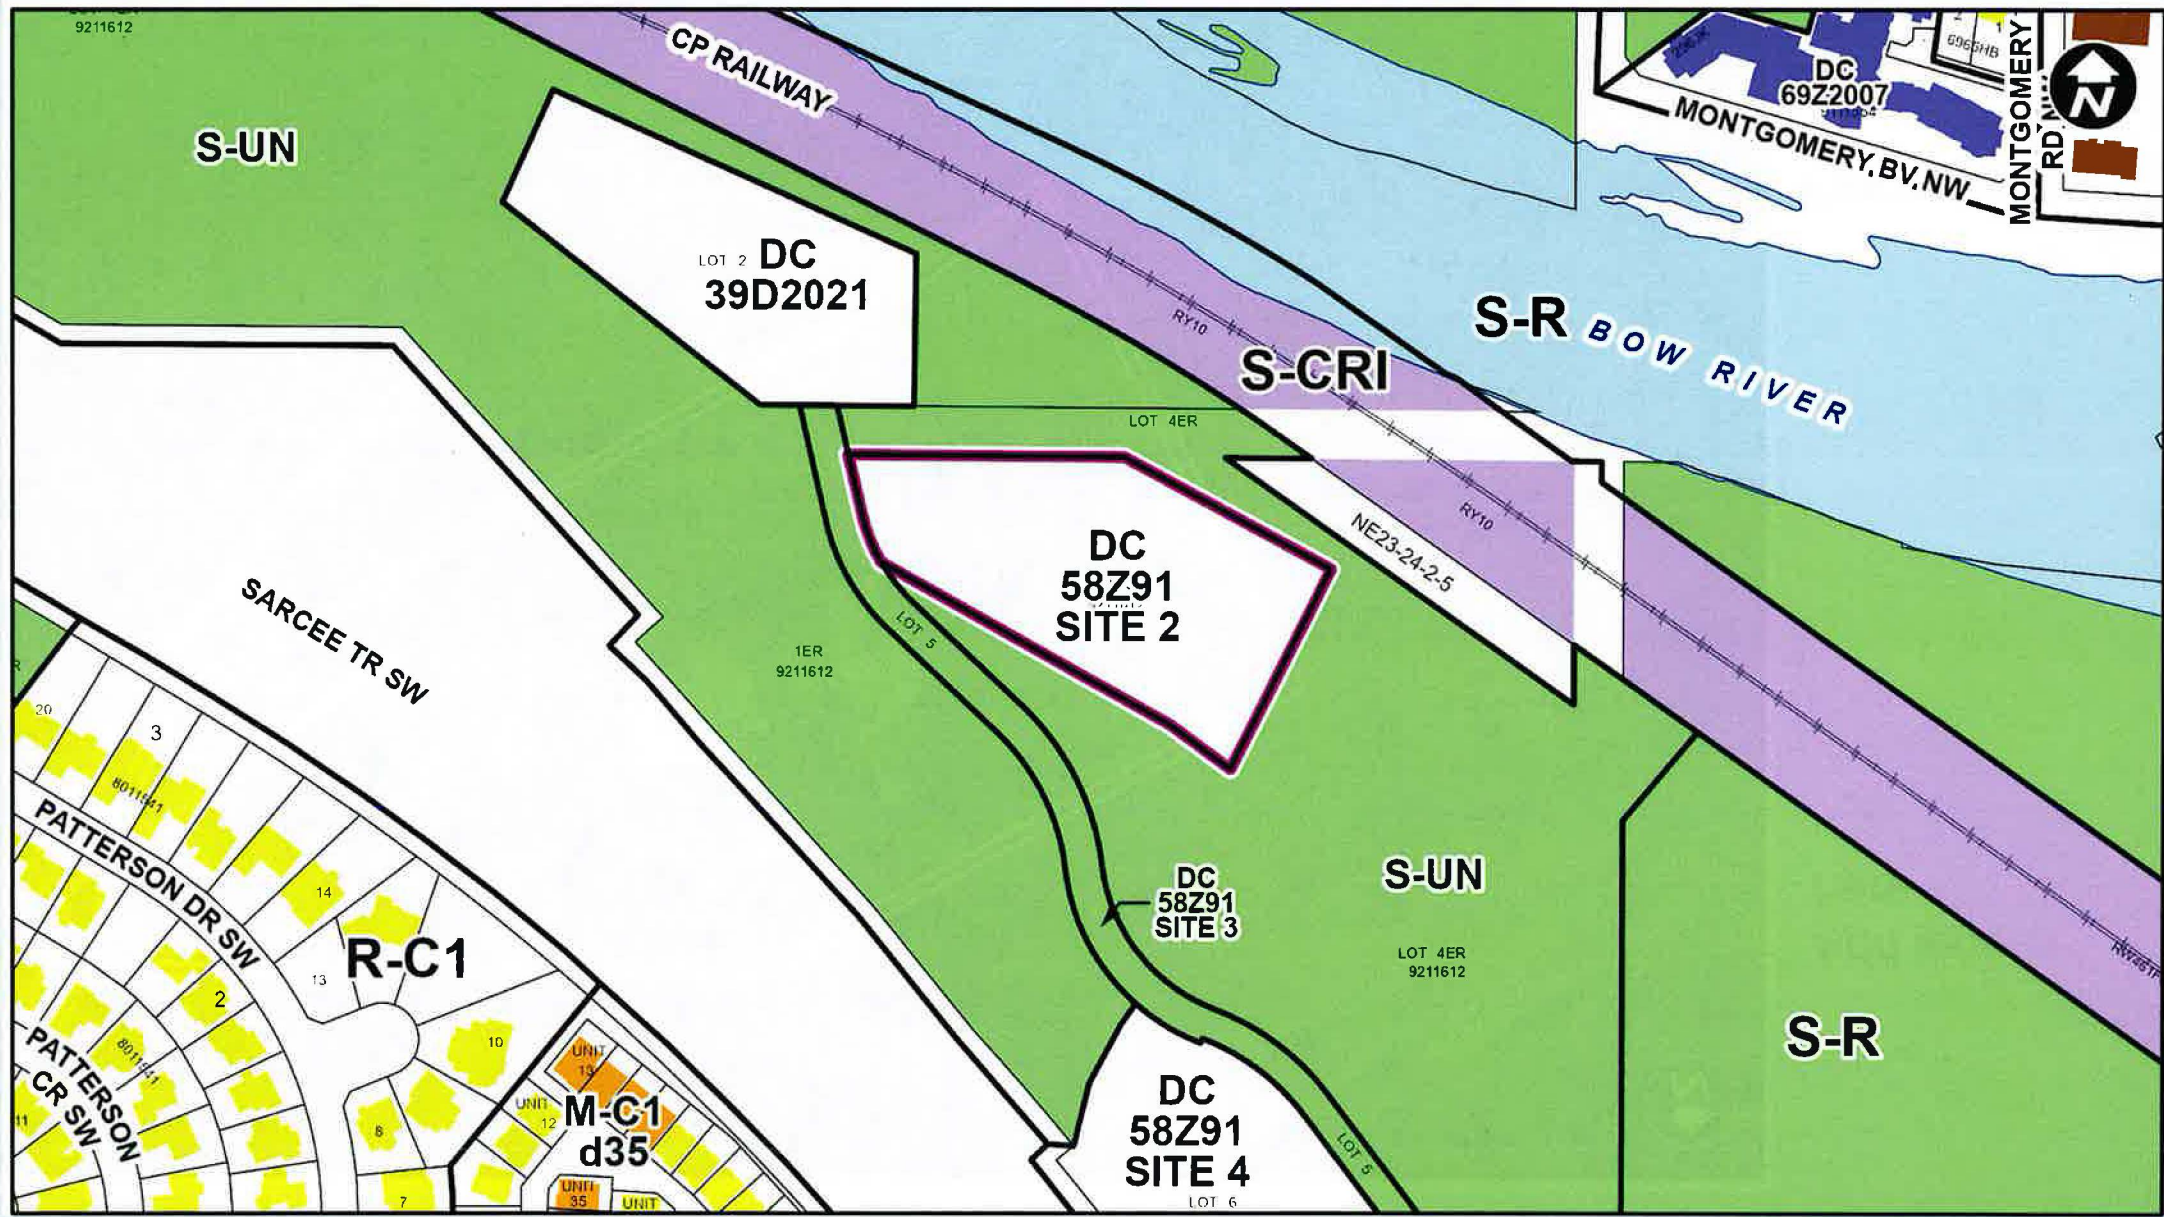 9211612
S-UN
CP RAILWAY
6965HB
DC
69Z2007
MONTGOMERY BV NW
MONTGOMERY
RD NW
N
LOT 2
DC
39D2021
RY10
S-CRI
S-R
BOW RIVER
LOT 4ER
RY10
NE23-24-2-5
DC
58Z91
SITE 2
LOT 5
1ER
9211612
SARCEE TR SW
20
3
8011541
PATTERSON DR SW
14
R-C1
13
2
10
8011541
PATTERSON
CR SW
11
8
7
UNIT
13
UNIT
12
M-C1
d35
UNIT
35
UNIT
DC
58Z91
SITE 3
S-UN
LOT 4ER
9211612
S-R
DC
58Z91
SITE 4
LOT 6
LOT 5